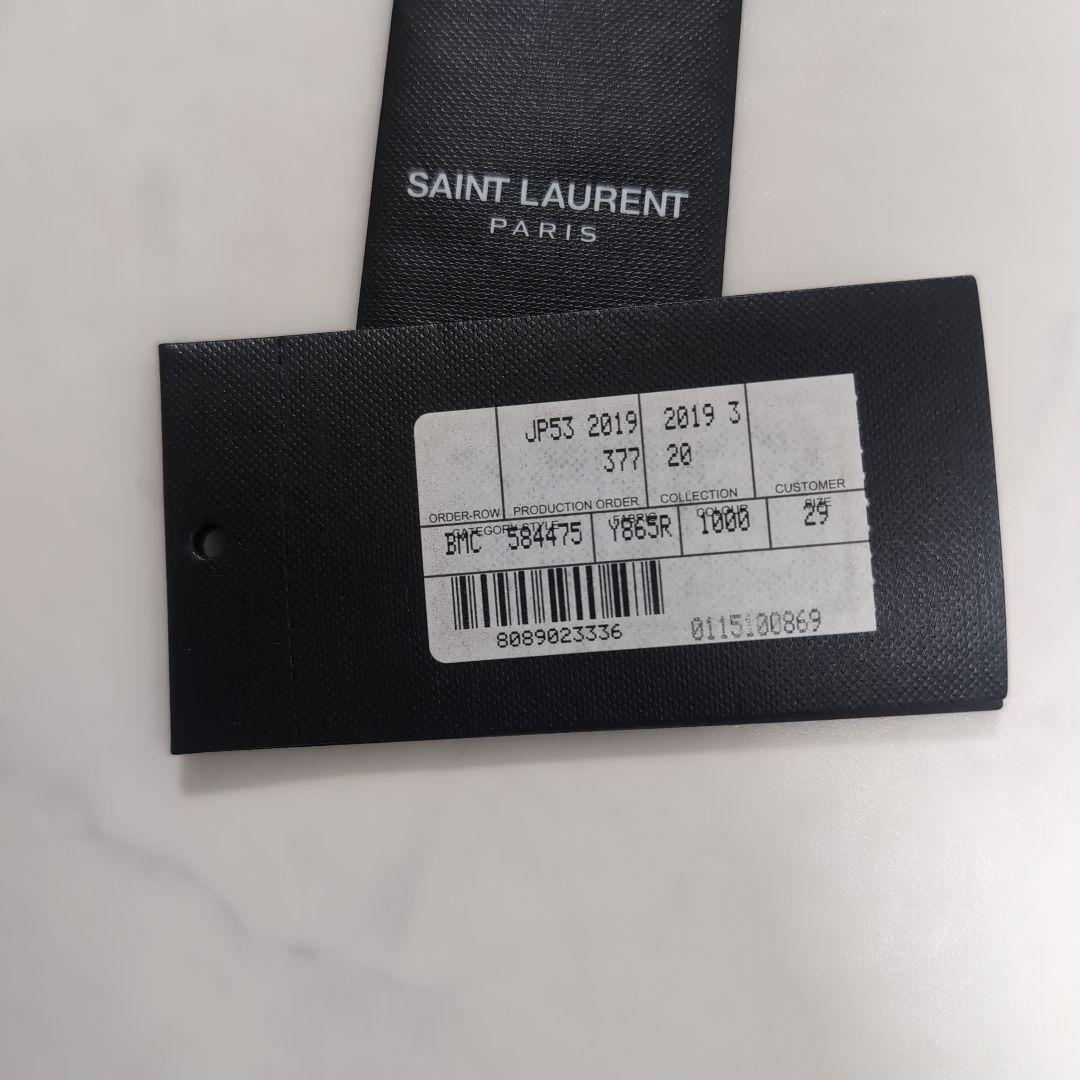 SAINT LAURENT
PARIS
JP53 2019 2019 3
377 20
ORDER-ROW PRODUCTION ORDER COLLECTION CUSTOMER
CATEGORY STYLE FABRIC COLOUR SIZE
BMC 584475 Y865R 1000 29
8089023336 0115100869